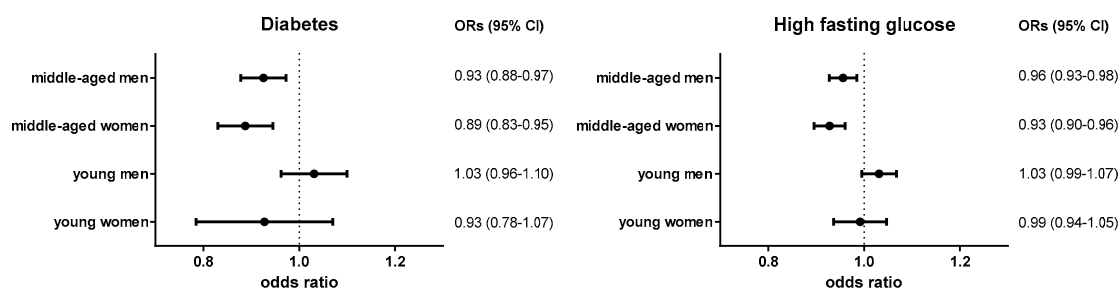 Diabetes
ORs (95% CI)
middle-aged men
0.93 (0.88-0.97)
middle-aged women
0.89 (0.83-0.95)
young men
1.03 (0.96-1.10)
young women
0.93 (0.78-1.07)
0.8 1.0 1.2
odds ratio
High fasting glucose
ORs (95% CI)
middle-aged men
0.96 (0.93-0.98)
middle-aged women
0.93 (0.90-0.96)
young men
1.03 (0.99-1.07)
young women
0.99 (0.94-1.05)
0.8 1.0 1.2
odds ratio